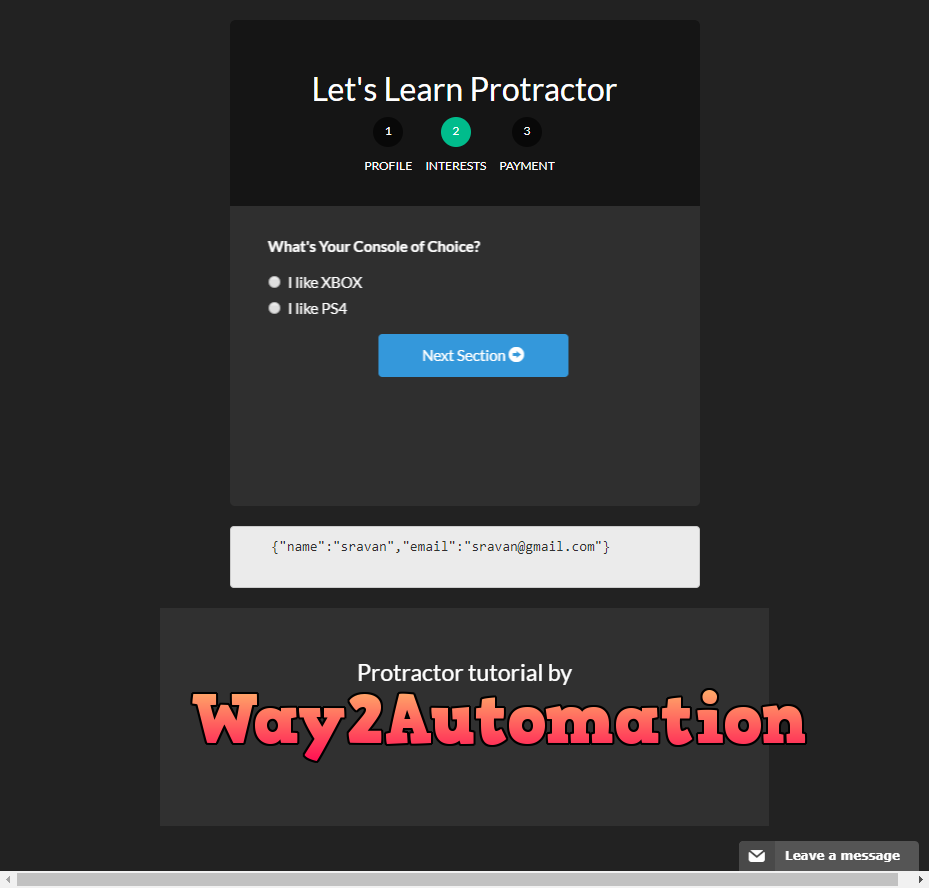 Let's Learn Protractor
1 2 3
PROFILE INTERESTS PAYMENT
What's Your Console of Choice?
I like XBOX
I like PS4
Next Section
{"name":"sravan","email":"sravan@gmail.com"}
Protractor tutorial by
Way2Automation
Leave a message